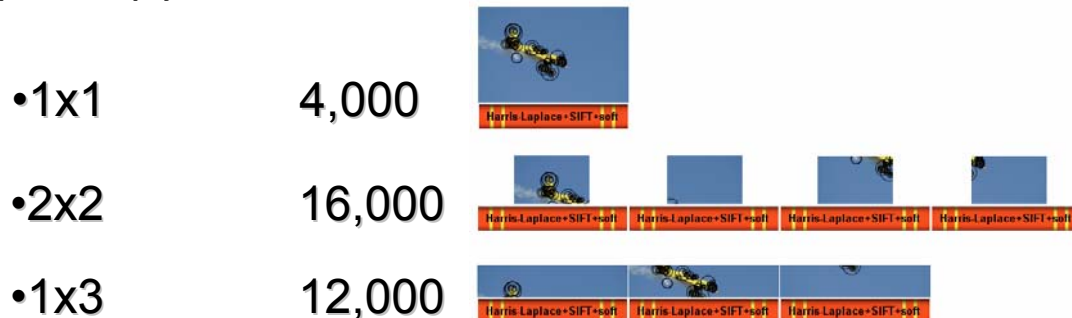 •1x1 4,000
Harris-Laplace+SIFT+soft
•2x2 16,000
Harris-Laplace+SIFT+soft Harris-Laplace+SIFT+soft Harris-Laplace+SIFT+soft Harris-Laplace+SIFT+soft
•1x3 12,000
Harris-Laplace+SIFT+soft Harris-Laplace+SIFT+soft Harris-Laplace+SIFT+soft